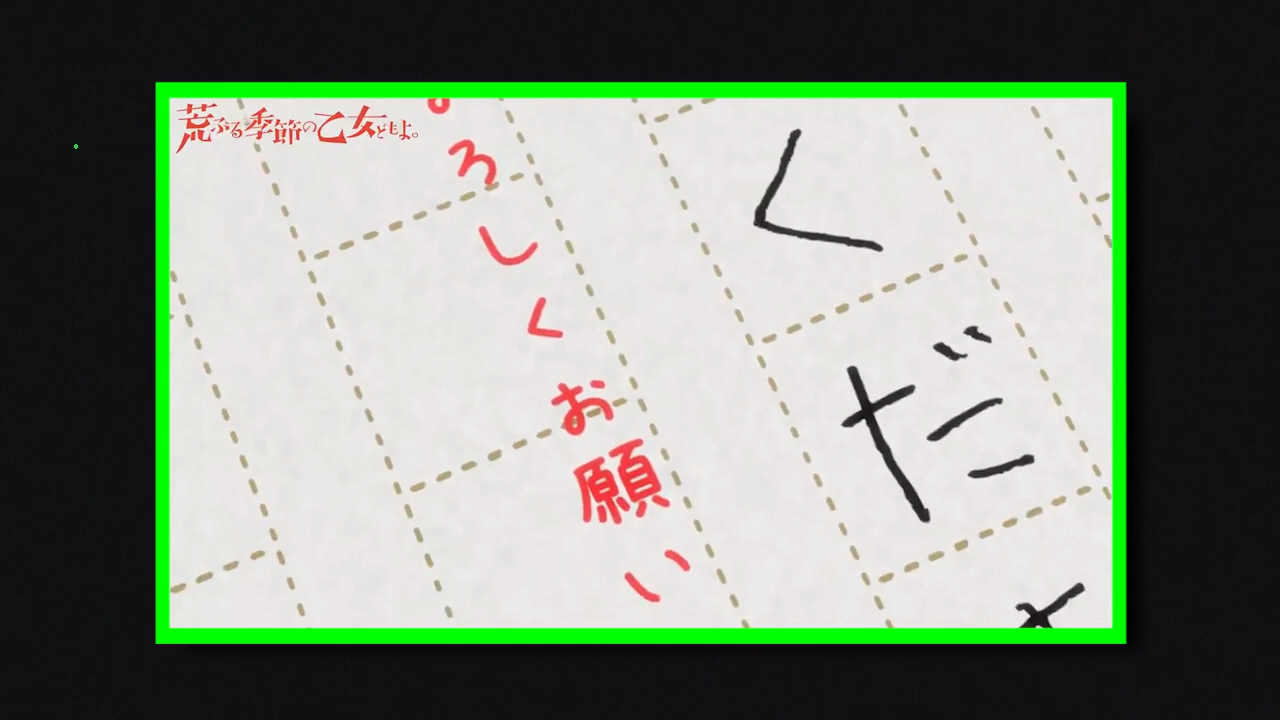 荒ぶる季節の乙女どもよ。
くだ
ろしくお願い